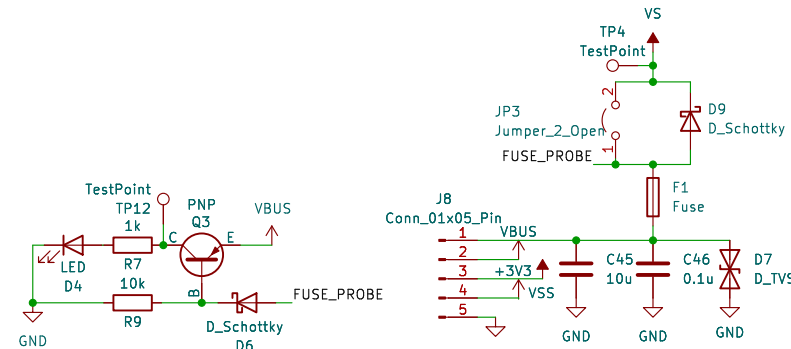 VS
TP4
TestPoint
2
JP3
Jumper_2_Open
1
D9
D_Schottky
FUSE_PROBE
F1
Fuse
TestPoint
TP12
1k
R7
PNP
Q3
C
E
B
VBUS
LED
D4
10k
R9
GND
D_Schottky
D6
FUSE_PROBE
J8
Conn_01x05_Pin
1
VBUS
2
3
+3V3
4
VSS
5
C45
10u
GND
C46
0.1u
GND
D7
D_TVS
GND